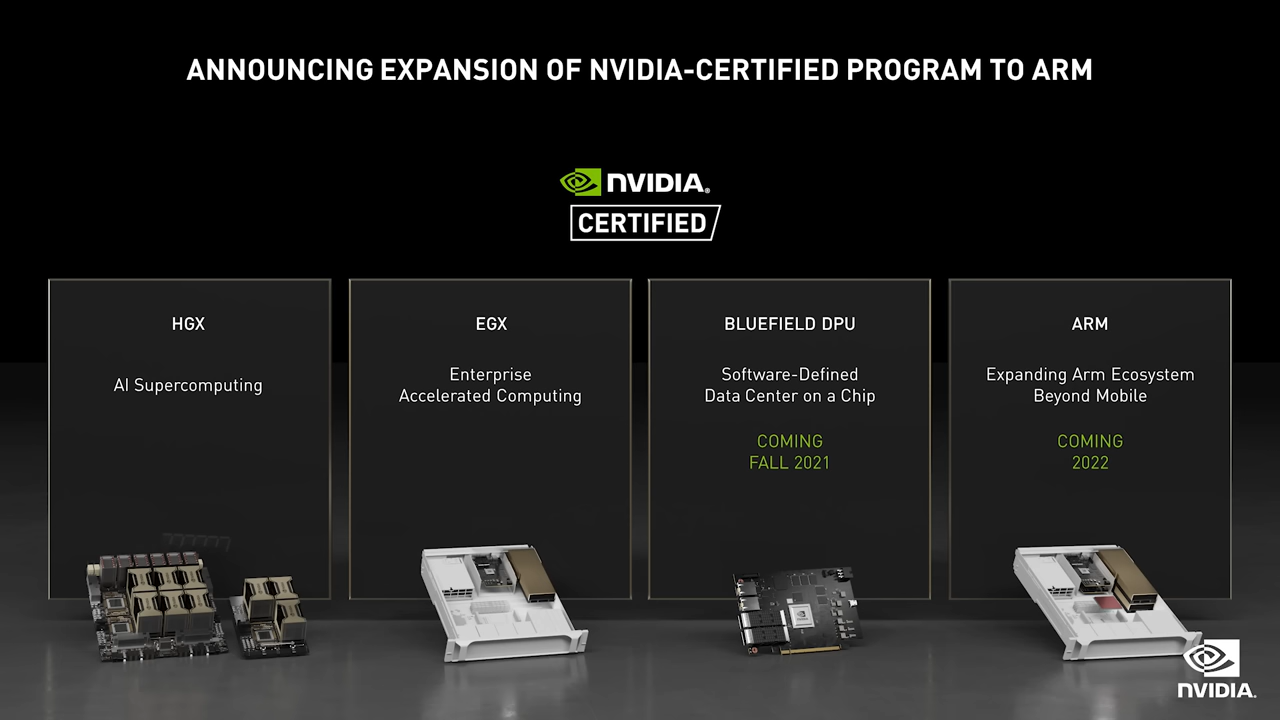 ANNOUNCING EXPANSION OF NVIDIA-CERTIFIED PROGRAM TO ARM
NVIDIA.
CERTIFIED
HGX
AI Supercomputing
EGX
Enterprise
Accelerated Computing
BLUEFIELD DPU
Software-Defined
Data Center on a Chip
COMING
FALL 2021
ARM
Expanding Arm Ecosystem
Beyond Mobile
COMING
2022
NVIDIA.